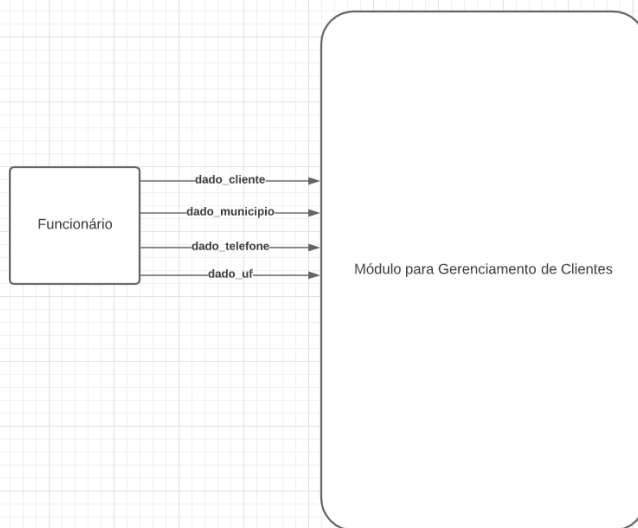 dado_cliente
dado_municipio
Funcionário
dado_telefone
dado_uf
Módulo para Gerenciamento de Clientes